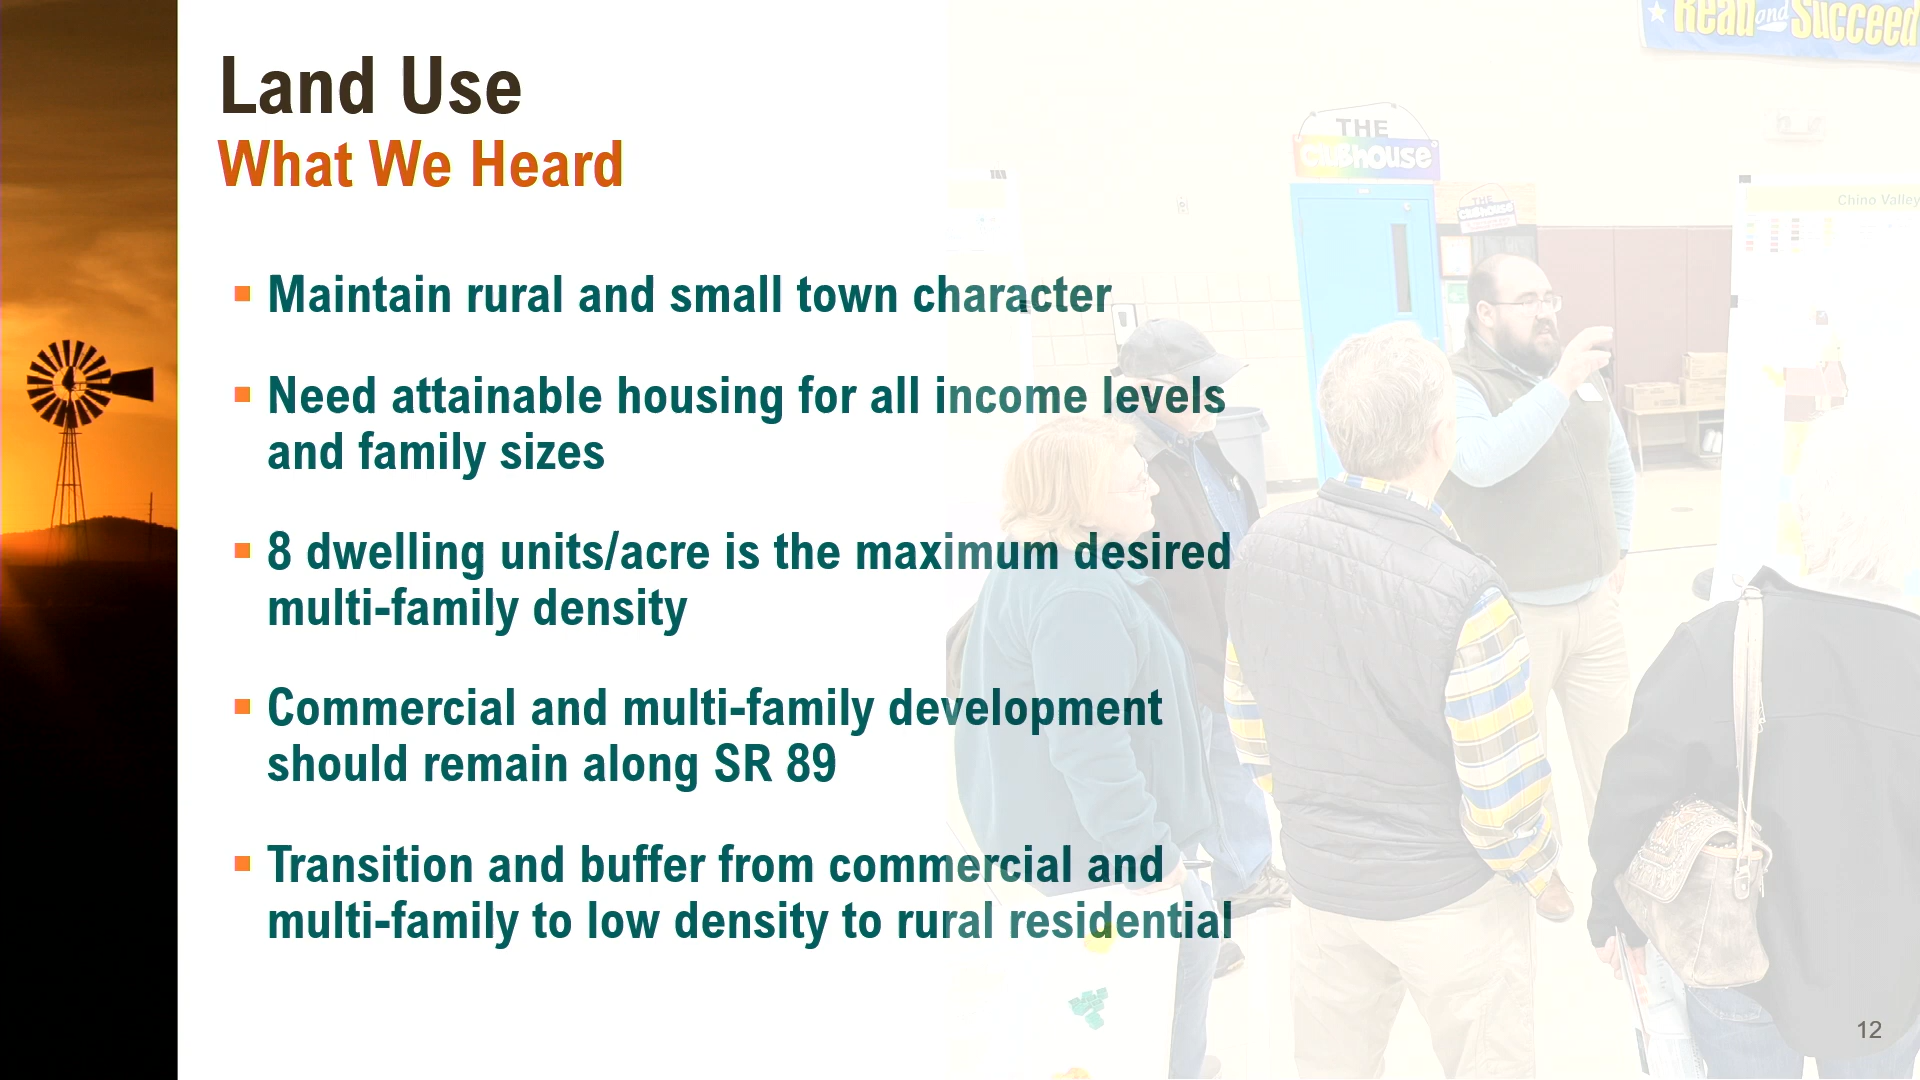 Read and Succeed
Land Use
What We Heard
THE
CLUBHOUSE
THE
CLUBHOUSE
Chino Valley
Maintain rural and small town character
Need attainable housing for all income levels
and family sizes
8 dwelling units/acre is the maximum desired
multi-family density
Commercial and multi-family development
should remain along SR 89
Transition and buffer from commercial and
multi-family to low density to rural residential
12